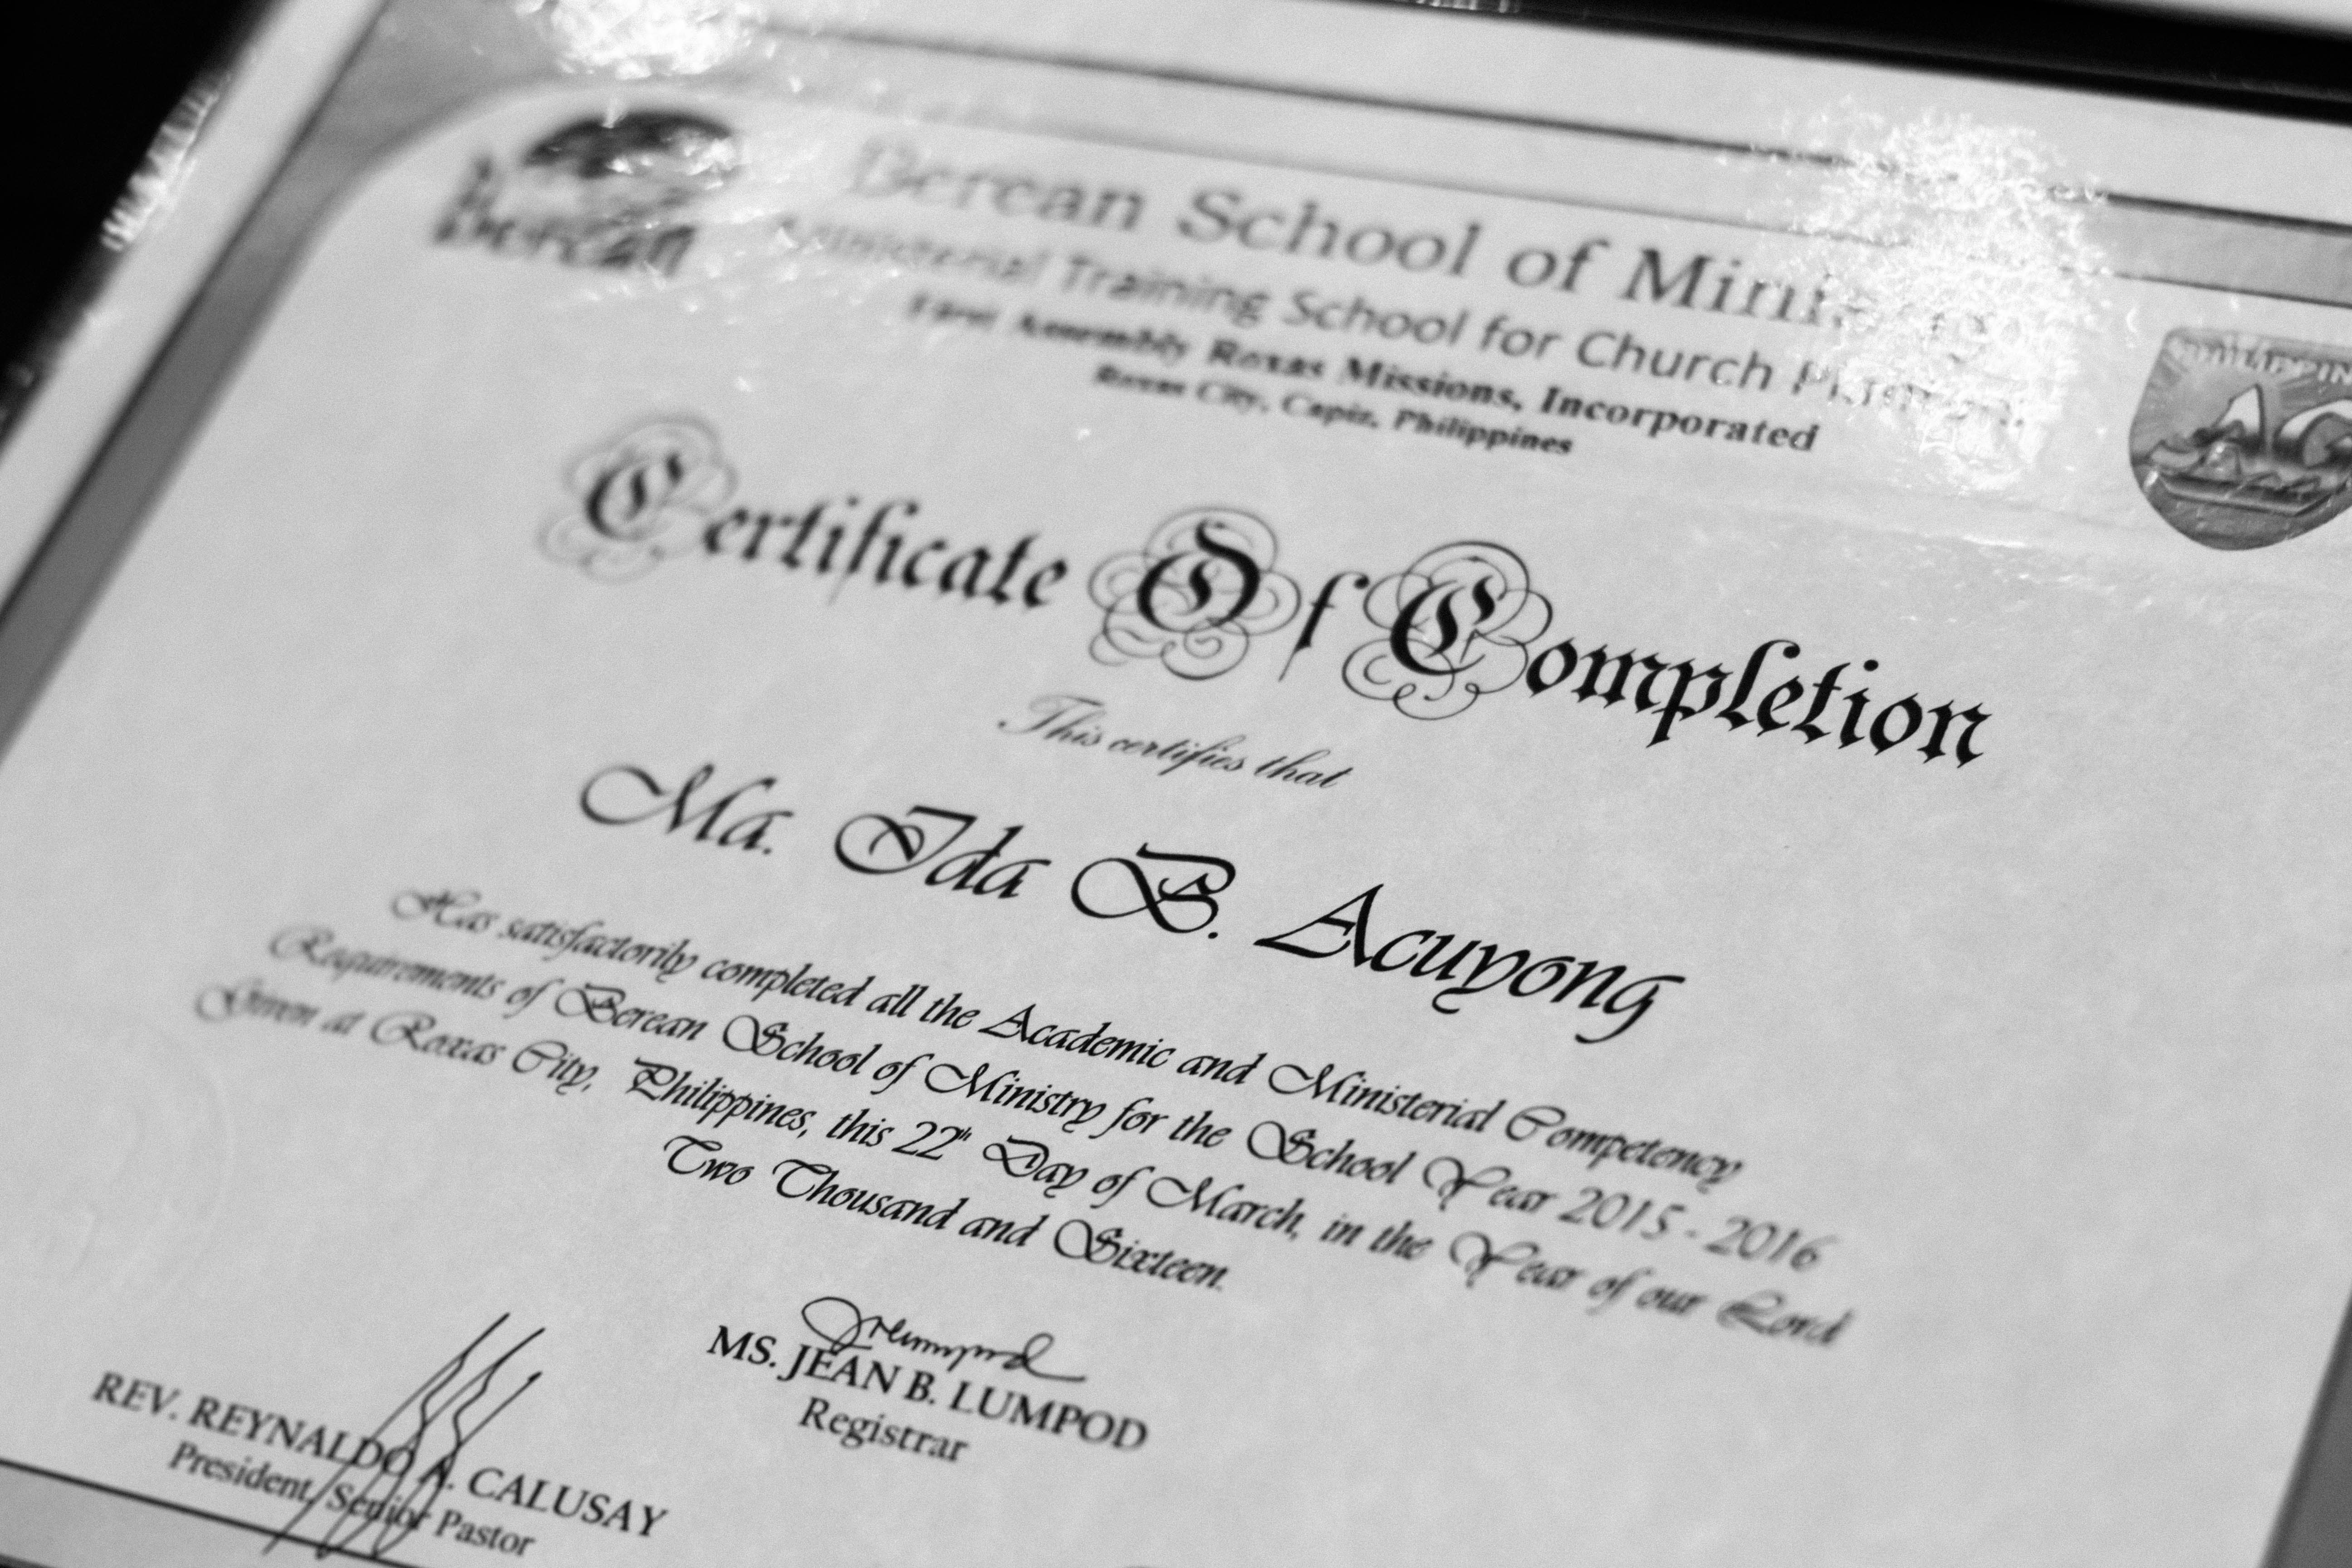 Berean
Berean School of Ministry
Ministerial Training School for Church Planters
First Assembly Roxas Missions, Incorporated
Roxas City, Capiz, Philippines
Certificate Of Completion
This certifies that
Ma. Ida B. Acuyong
Has satisfactorily completed all the Academic and Ministerial Competency
Requirements of Berean School of Ministry for the School Year 2015 - 2016
Given at Roxas City, Philippines, this 22th Day of March, in the Year of our Lord
Two Thousand and Sixteen.
REV. REYNALDO A. CALUSAY
President/Senior Pastor
MS. JEAN B. LUMPOD
Registrar